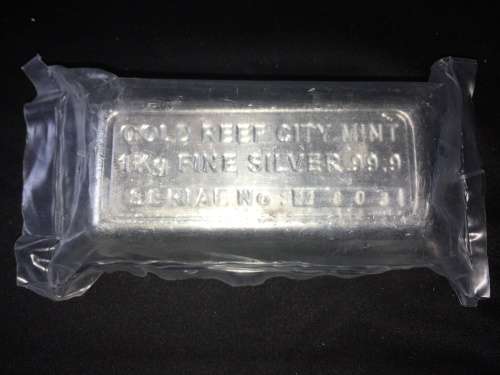 GOLD REEF CITY MINT
1Kg FINE SILVER 99.9
SERIAL No: